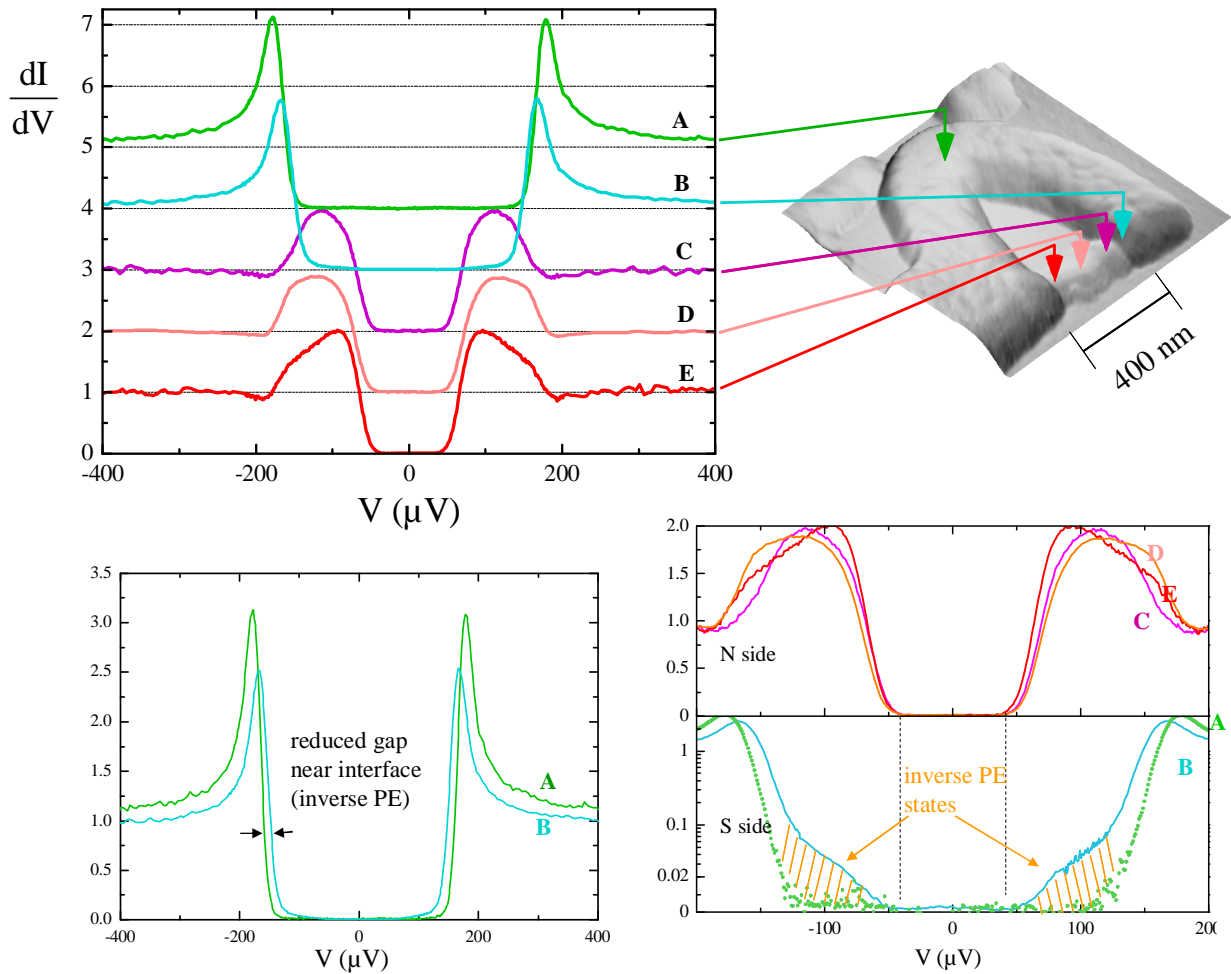 dI
dV
7
6
5
4
3
2
1
0
A
B
C
D
E
-400
-200
0
200
400
V (µV)
400 nm
3.5
3.0
2.5
2.0
1.5
1.0
0.5
0.0
reduced gap
near interface
(inverse PE)
A
B
-400
-200
0
200
400
V (µV)
2.0
1.5
1.0
0.5
0
D
E
C
N side
1
0.1
0.02
0
A
B
inverse PE
states
S side
-100
0
100
200
V (µV)